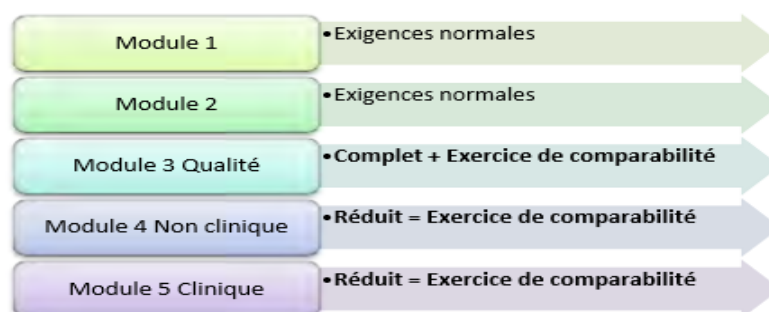 Module 1
•Exigences normales
Module 2
•Exigences normales
Module 3 Qualité
•Complet + Exercice de comparabilité
Module 4 Non clinique
•Réduit = Exercice de comparabilité
Module 5 Clinique
•Réduit = Exercice de comparabilité